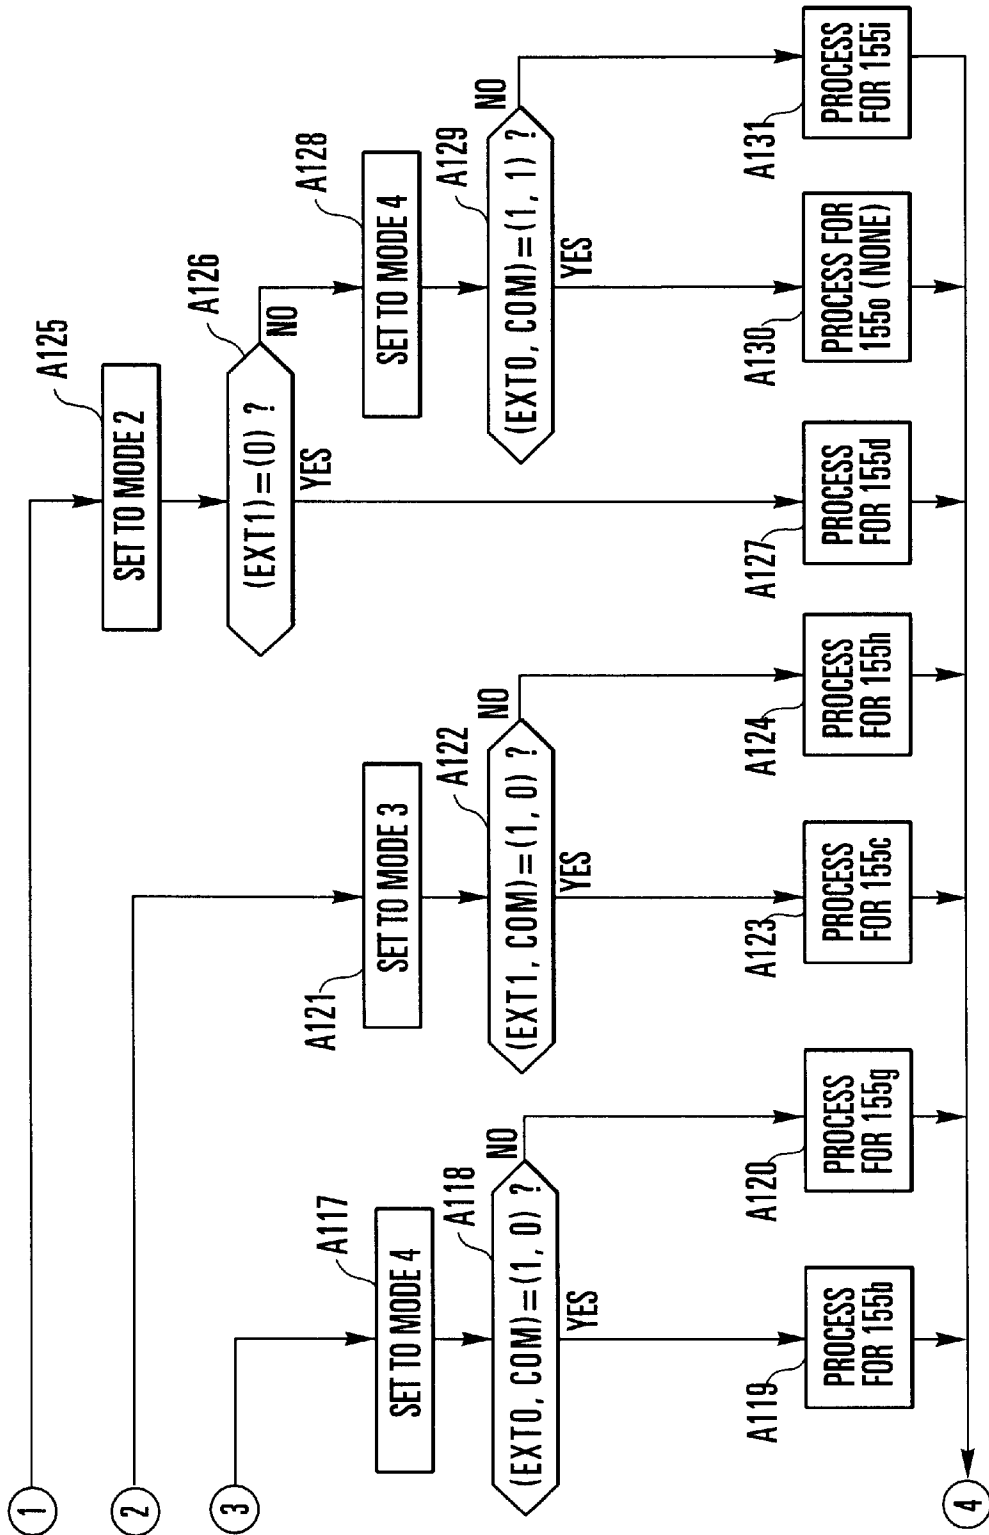 1
2
3
4
A117
SET TO MODE 4
A118
(EXT0, COM)=(1, 0) ?
YES
NO
A119
PROCESS
FOR 155b
A120
PROCESS
FOR 155g
A121
SET TO MODE 3
A122
(EXT1, COM)=(1, 0) ?
YES
NO
A123
PROCESS
FOR 155c
A124
PROCESS
FOR 155h
A125
SET TO MODE 2
A126
(EXT1)=(0) ?
YES
NO
A127
PROCESS
FOR 155d
A128
SET TO MODE 4
A129
(EXT0, COM)=(1, 1) ?
YES
NO
A130
PROCESS FOR
155o (NONE)
A131
PROCESS
FOR 155i